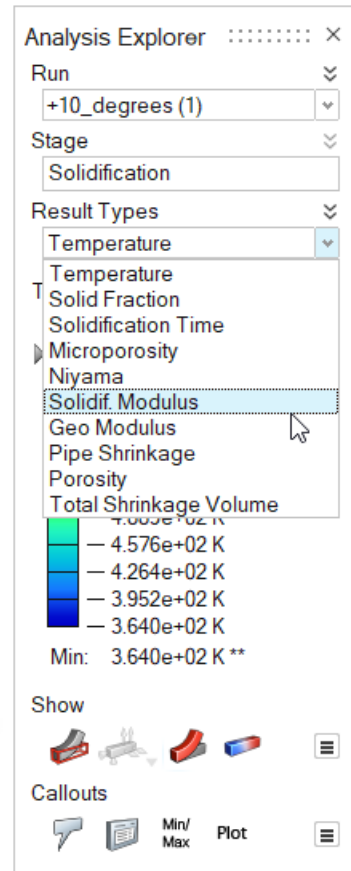 Analysis Explorer
Run
+10_degrees (1)
Stage
Solidification
Result Types
Temperature
Temperature
Solid Fraction
Solidification Time
Microporosity
Niyama
Solidif. Modulus
Geo Modulus
Pipe Shrinkage
Porosity
Total Shrinkage Volume
4.576e+02 K
4.264e+02 K
3.952e+02 K
3.640e+02 K
Min: 3.640e+02 K **
Show
Callouts
Min/
Max
Plot